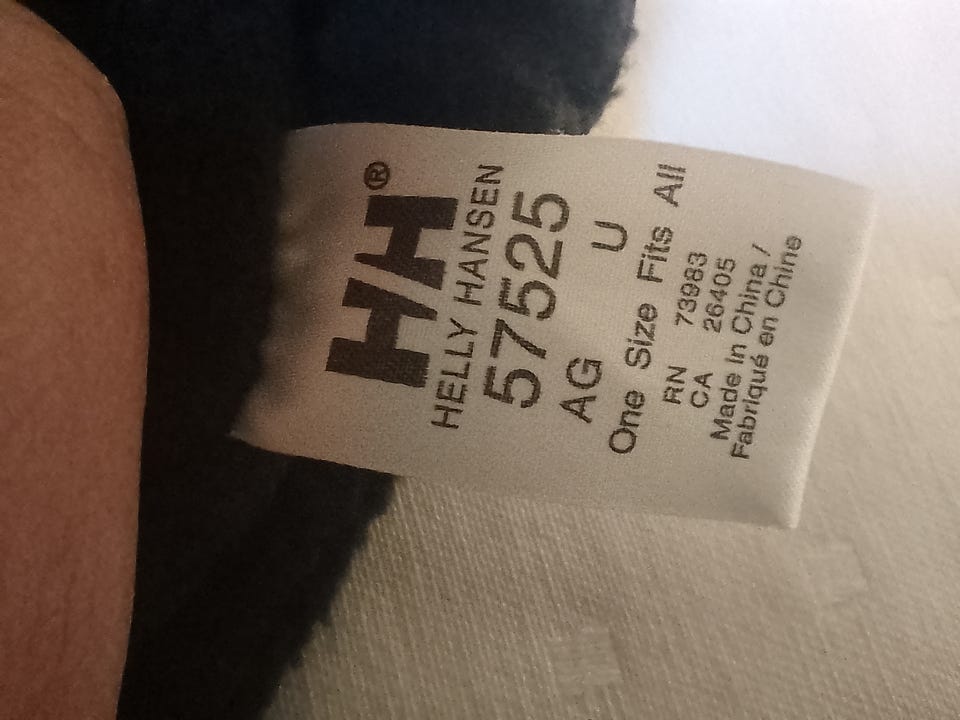 HH®
HELLY HANSEN
57525
AG U
One Size Fits All
RN 73983
CA 26405
Made In China /
Fabriqué en Chine